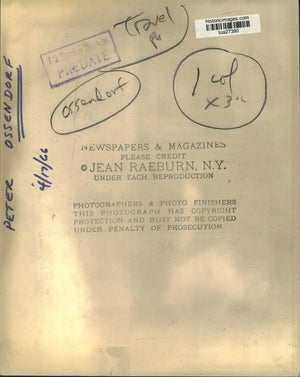 historicimages.com
tua27390
Travel
PREDATE
Ossendorf
1 col
x 3"
NEWSPAPERS & MAGAZINES
PLEASE CREDIT
© JEAN RAEBURN, N.Y.
UNDER EACH REPRODUCTION
PHOTOGRAPHERS & PHOTO FINISHERS
THIS PHOTOGRAPH HAS COPYRIGHT
PROTECTION AND MUST NOT BE COPIED
UNDER PENALTY OF PROSECUTION.
PETER OSSENDORF
4/17/66